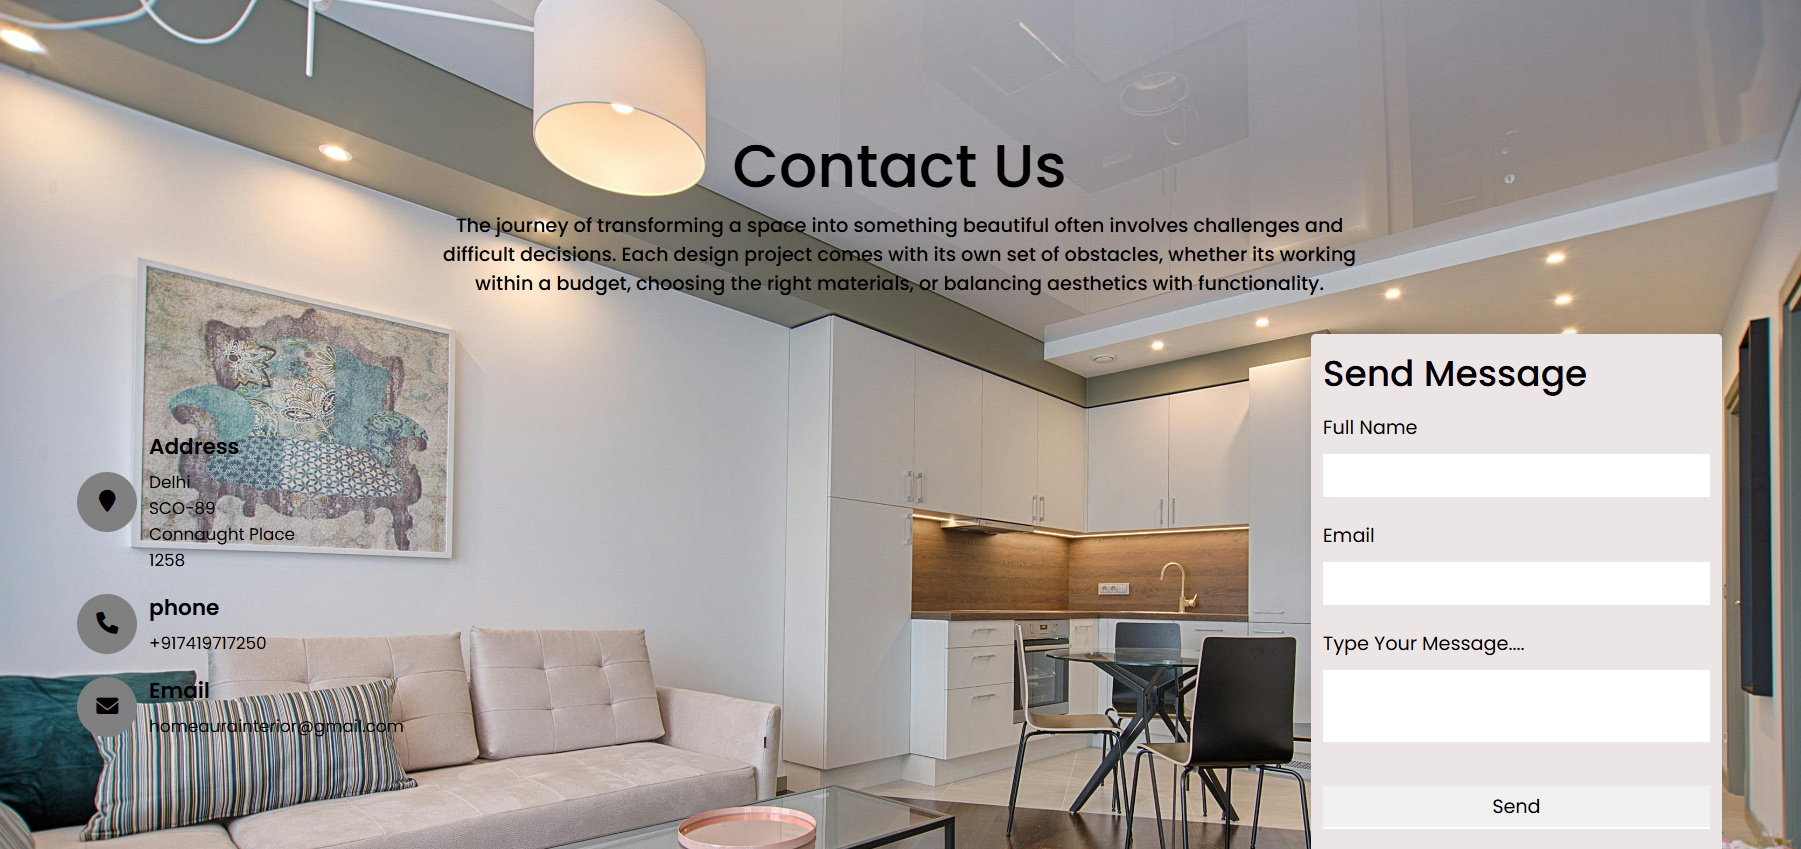 Contact Us
The journey of transforming a space into something beautiful often involves challenges and
difficult decisions. Each design project comes with its own set of obstacles, whether its working
within a budget, choosing the right materials, or balancing aesthetics with functionality.
Address
Delhi
SCO-89
Connaught Place
1258
phone
+917419717250
Email
homeaurainterior@gmail.com
Send Message
Full Name
Email
Type Your Message....
Send